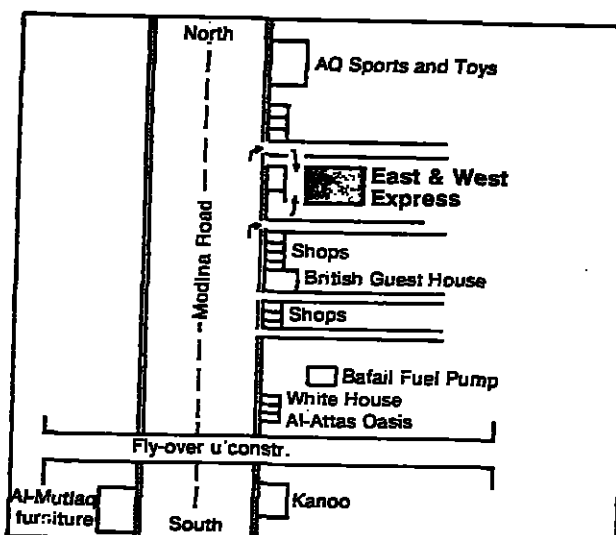 North
AQ Sports and Toys
East & West
Express
Modina Road
Shops
British Guest House
Shops
Bafail Fuel Pump
White House
Al-Attas Oasis
Fly-over u'constr.
Al-Mutlaq
furniture
Kanoo
South